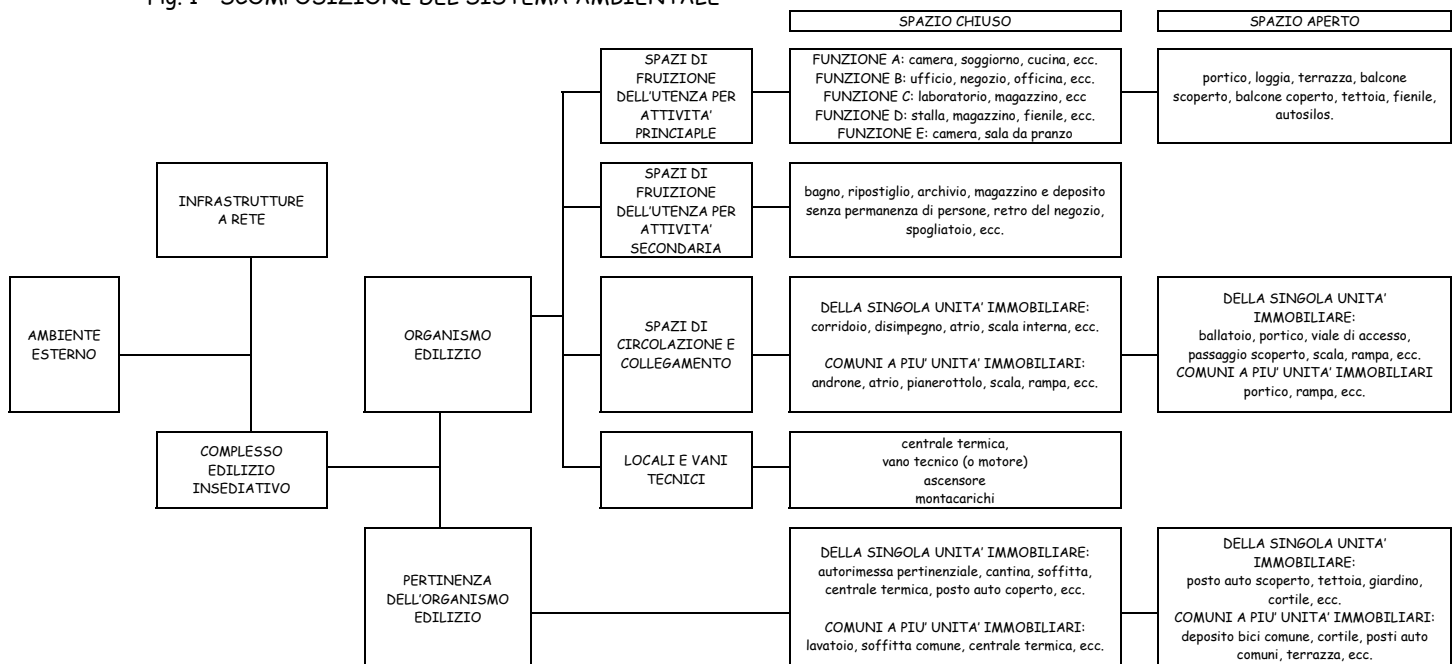 Fig. 1 SCOMPOSIZIONE DEL SISTEMA AMBIENTALE
SPAZIO CHIUSO
SPAZIO APERTO
SPAZI DI
FRUIZIONE
DELL'UTENZA PER
ATTIVITA'
PRINCIAPLE
FUNZIONE A: camera, soggiorno, cucina, ecc.
FUNZIONE B: ufficio, negozio, officina, ecc.
FUNZIONE C: laboratorio, magazzino, ecc
FUNZIONE D: stalla, magazzino, fienile, ecc.
FUNZIONE E: camera, sala da pranzo
portico, loggia, terrazza, balcone
scoperto, balcone coperto, tettoia, fienile,
autosilos.
INFRASTRUTTURE
A RETE
SPAZI DI
FRUIZIONE
DELL'UTENZA PER
ATTIVITA'
SECONDARIA
bagno, ripostiglio, archivio, magazzino e deposito
senza permanenza di persone, retro del negozio,
spogliatoio, ecc.
AMBIENTE
ESTERNO
ORGANISMO
EDILIZIO
SPAZI DI
CIRCOLAZIONE E
COLLEGAMENTO
DELLA SINGOLA UNITA' IMMOBILIARE:
corridoio, disimpegno, atrio, scala interna, ecc.
COMUNI A PIU' UNITA' IMMOBILIARI:
androne, atrio, pianerottolo, scala, rampa, ecc.
DELLA SINGOLA UNITA'
IMMOBILIARE:
ballatoio, portico, viale di accesso,
passaggio scoperto, scala, rampa, ecc.
COMUNI A PIU' UNITA' IMMOBILIARI
portico, rampa, ecc.
COMPLESSO
EDILIZIO
INSEDIATIVO
LOCALI E VANI
TECNICI
centrale termica,
vano tecnico (o motore)
ascensore
montacarichi
PERTINENZA
DELL'ORGANISMO
EDILIZIO
DELLA SINGOLA UNITA' IMMOBILIARE:
autorimessa pertinenziale, cantina, soffitta,
centrale termica, posto auto coperto, ecc.
COMUNI A PIU' UNITA' IMMOBILIARI:
lavatoio, soffitta comune, centrale termica, ecc.
DELLA SINGOLA UNITA'
IMMOBILIARE:
posto auto scoperto, tettoia, giardino,
cortile, ecc.
COMUNI A PIU' UNITA' IMMOBILIARI:
deposito bici comune, cortile, posti auto
comuni, terrazza, ecc.